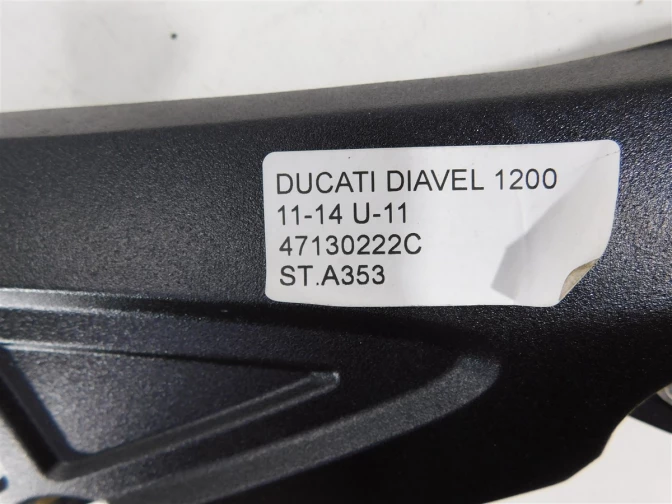 DUCATI DIAVEL 1200
11-14 U-11
47130222C
ST.A353